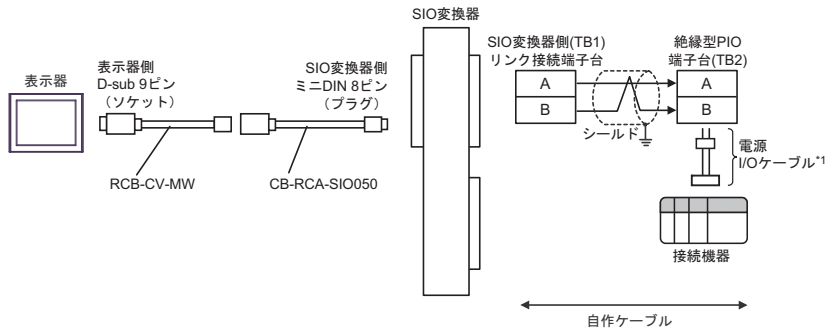 SIO変換器
表示器
表示器側
D-sub 9ピン
（ソケット）
SIO変換器側
ミニDIN 8ピン
（プラグ）
RCB-CV-MW
CB-RCA-SIO050
SIO変換器側(TB1)
リンク接続端子台
絶縁型PIO
端子台(TB2)
A
B
A
B
シールド
電源
I/Oケーブル*1
接続機器
自作ケーブル